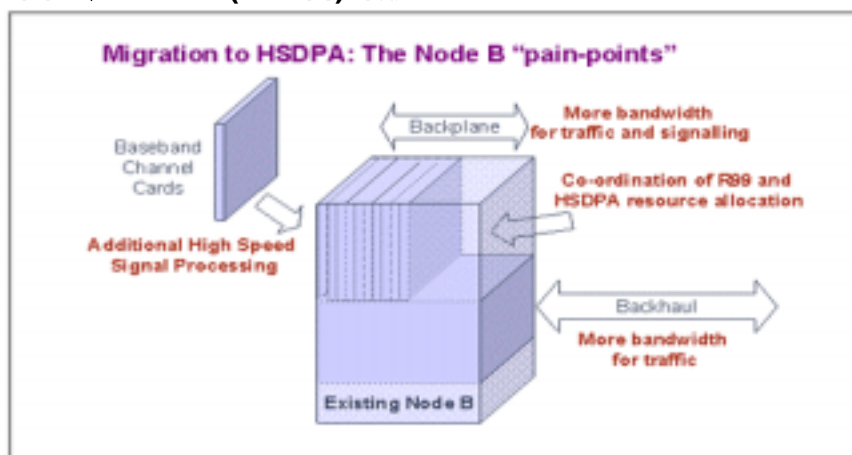 Migration to HSDPA: The Node B “pain-points”
Baseband
Channel
Cards
Backplane
More bandwidth
for traffic and signalling
Co-ordination of R99 and
HSDPA resource allocation
Additional High Speed
Signal Processing
Backhaul
More bandwidth
for traffic
Existing Node B